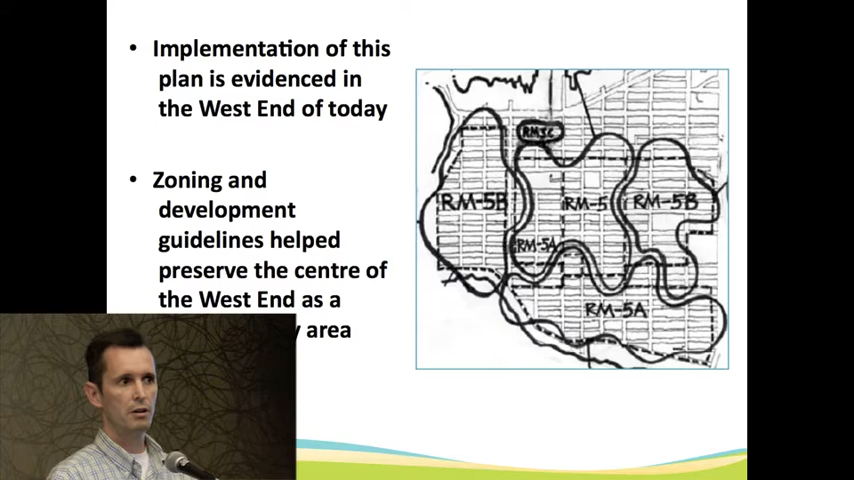 • Implementation of this
plan is evidenced in
the West End of today
• Zoning and
development
guidelines helped
preserve the centre of
the West End as a
area
RM-5C
RM-5B
RM-5
RM-5B
RM-5A
RM-5A